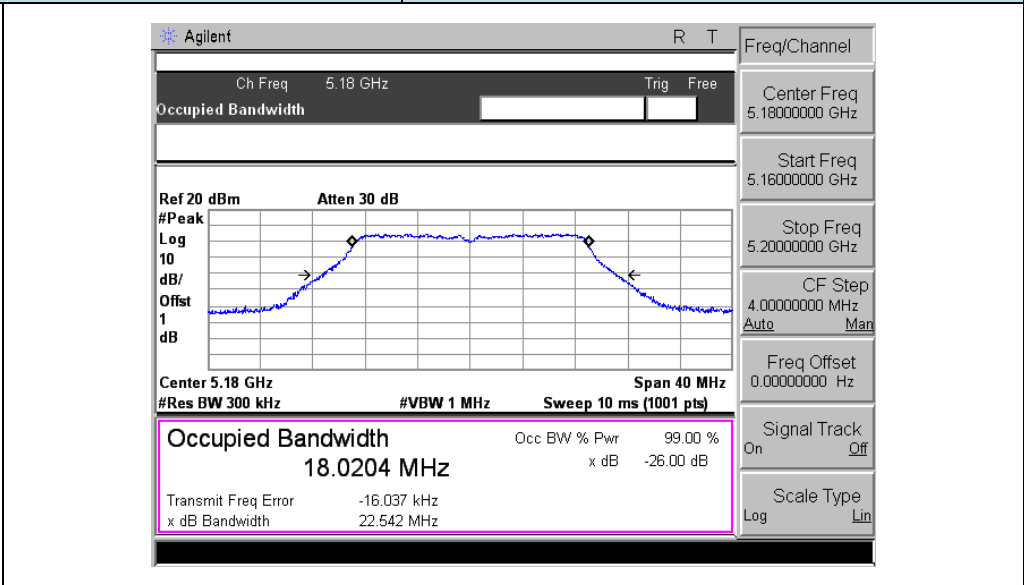 Agilent R T
Ch Freq 5.18 GHz Trig Free
Occupied Bandwidth
Ref 20 dBm Atten 30 dB
#Peak
Log
10
dB/
Offst
1
dB
Center 5.18 GHz Span 40 MHz
#Res BW 300 kHz #VBW 1 MHz Sweep 10 ms (1001 pts)
Occupied Bandwidth Occ BW % Pwr 99.00 %
18.0204 MHz x dB -26.00 dB
Transmit Freq Error -16.037 kHz
x dB Bandwidth 22.542 MHz
Freq/Channel
Center Freq
5.18000000 GHz
Start Freq
5.16000000 GHz
Stop Freq
5.20000000 GHz
CF Step
4.00000000 MHz
Auto Man
Freq Offset
0.00000000 Hz
Signal Track
On Off
Scale Type
Log Lin